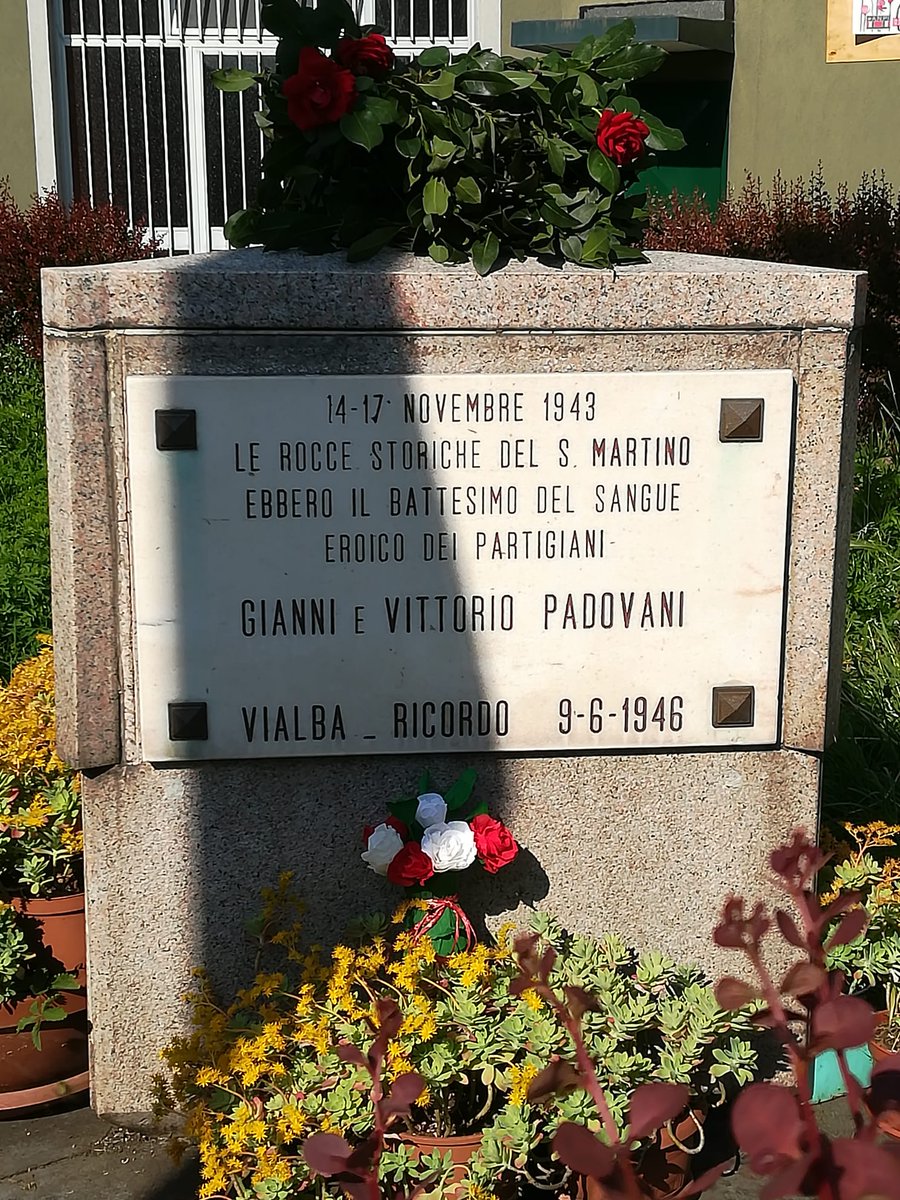 14-17 NOVEMBRE 1943
LE ROCCE STORICHE DEL S. MARTINO
EBBERO IL BATTESIMO DEL SANGUE
EROICO DEI PARTIGIANI
GIANNI E VITTORIO PADOVANI
VIALBA - RICORDO 9-6-1946